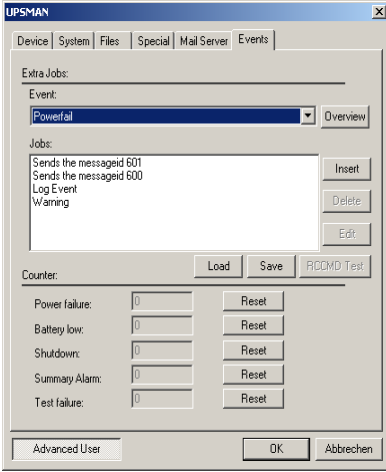 UPSMAN
Device System Files Special Mail Server Events
Extra Jobs:
Event:
Powerfail Overview
Jobs:
Sends the messageid 601
Sends the messageid 600
Log Event
Warning
Insert
Delete
Edit
Load Save RCCMD Test
Counter:
Power failure: 0 Reset
Battery low: 0 Reset
Shutdown: 0 Reset
Summary Alarm: 0 Reset
Test failure: 0 Reset
Advanced User OK Abbrechen